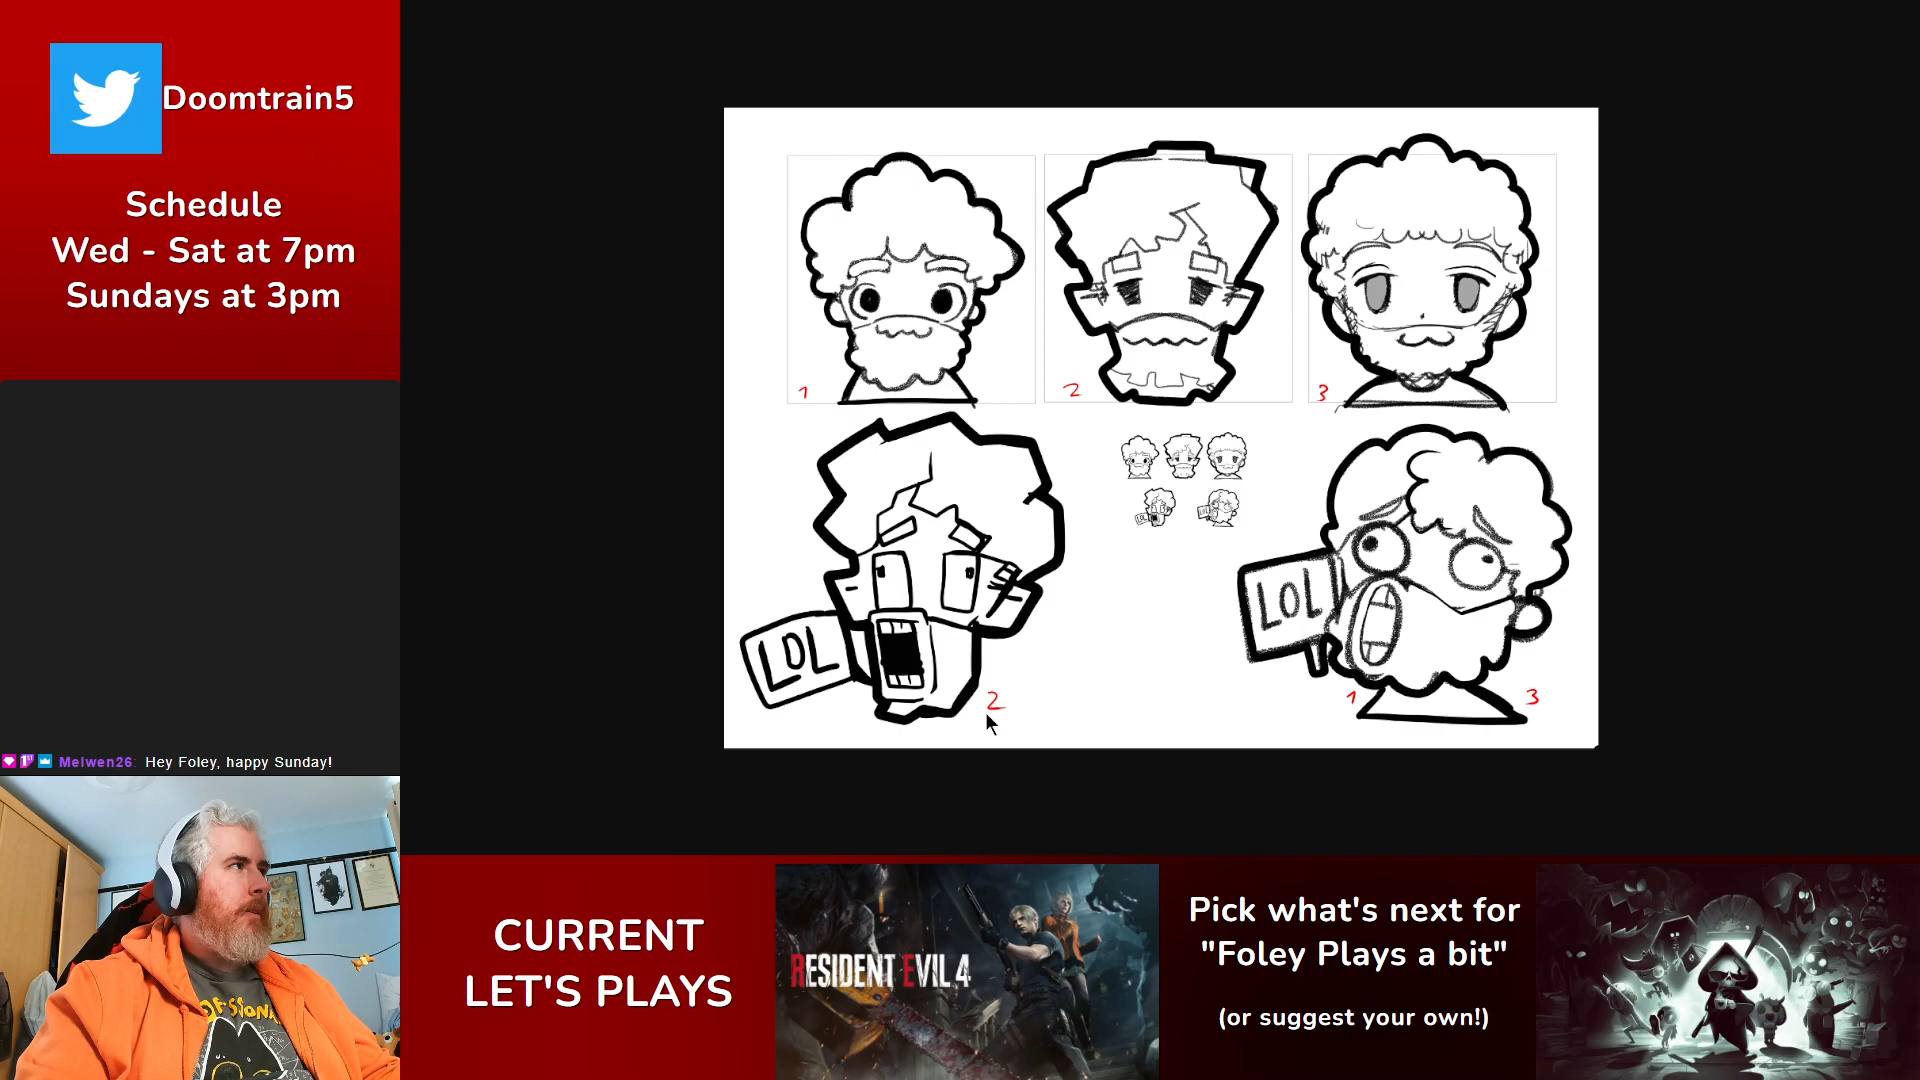 Doomtrain5
Schedule
Wed - Sat at 7pm
Sundays at 3pm
1
2
3
LOL
2
LOL
1
3
LOL
LOL
Melwen26: Hey Foley, happy Sunday!
CURRENT
LET'S PLAYS
RESIDENT EVIL 4
Pick what's next for
"Foley Plays a bit"
(or suggest your own!)